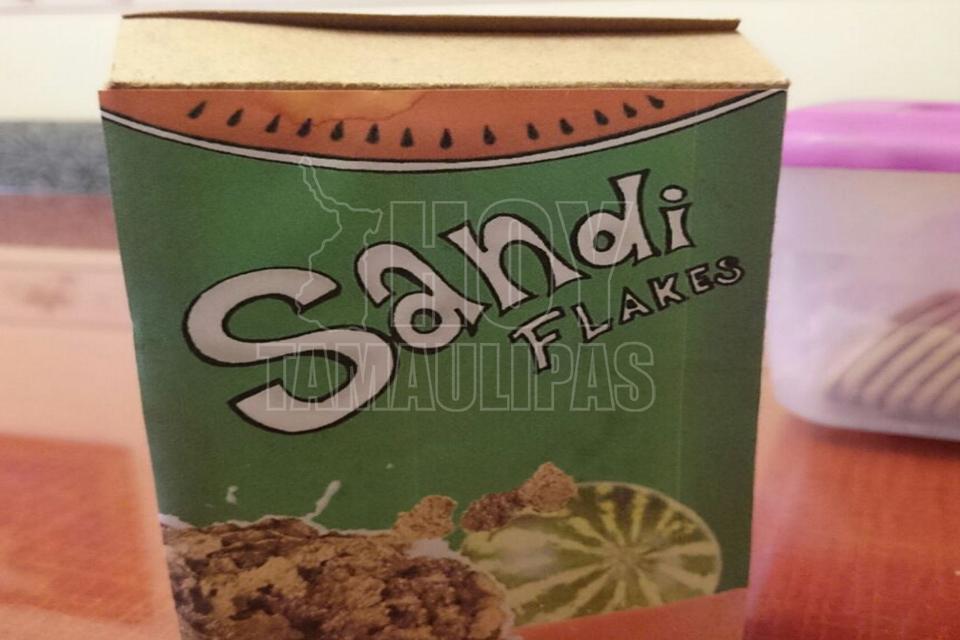 Sandi
FLAKES
HOY
TAMAULIPAS